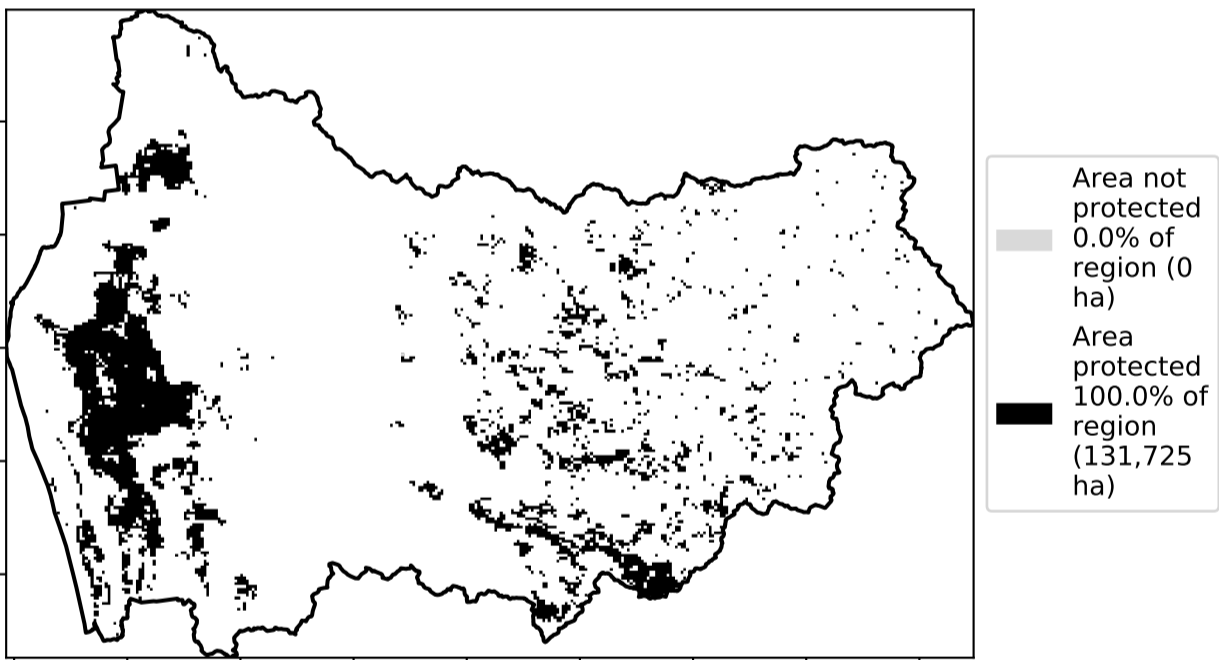 Area not
protected
0.0% of
region (0
ha)
Area
protected
100.0% of
region
(131,725
ha)